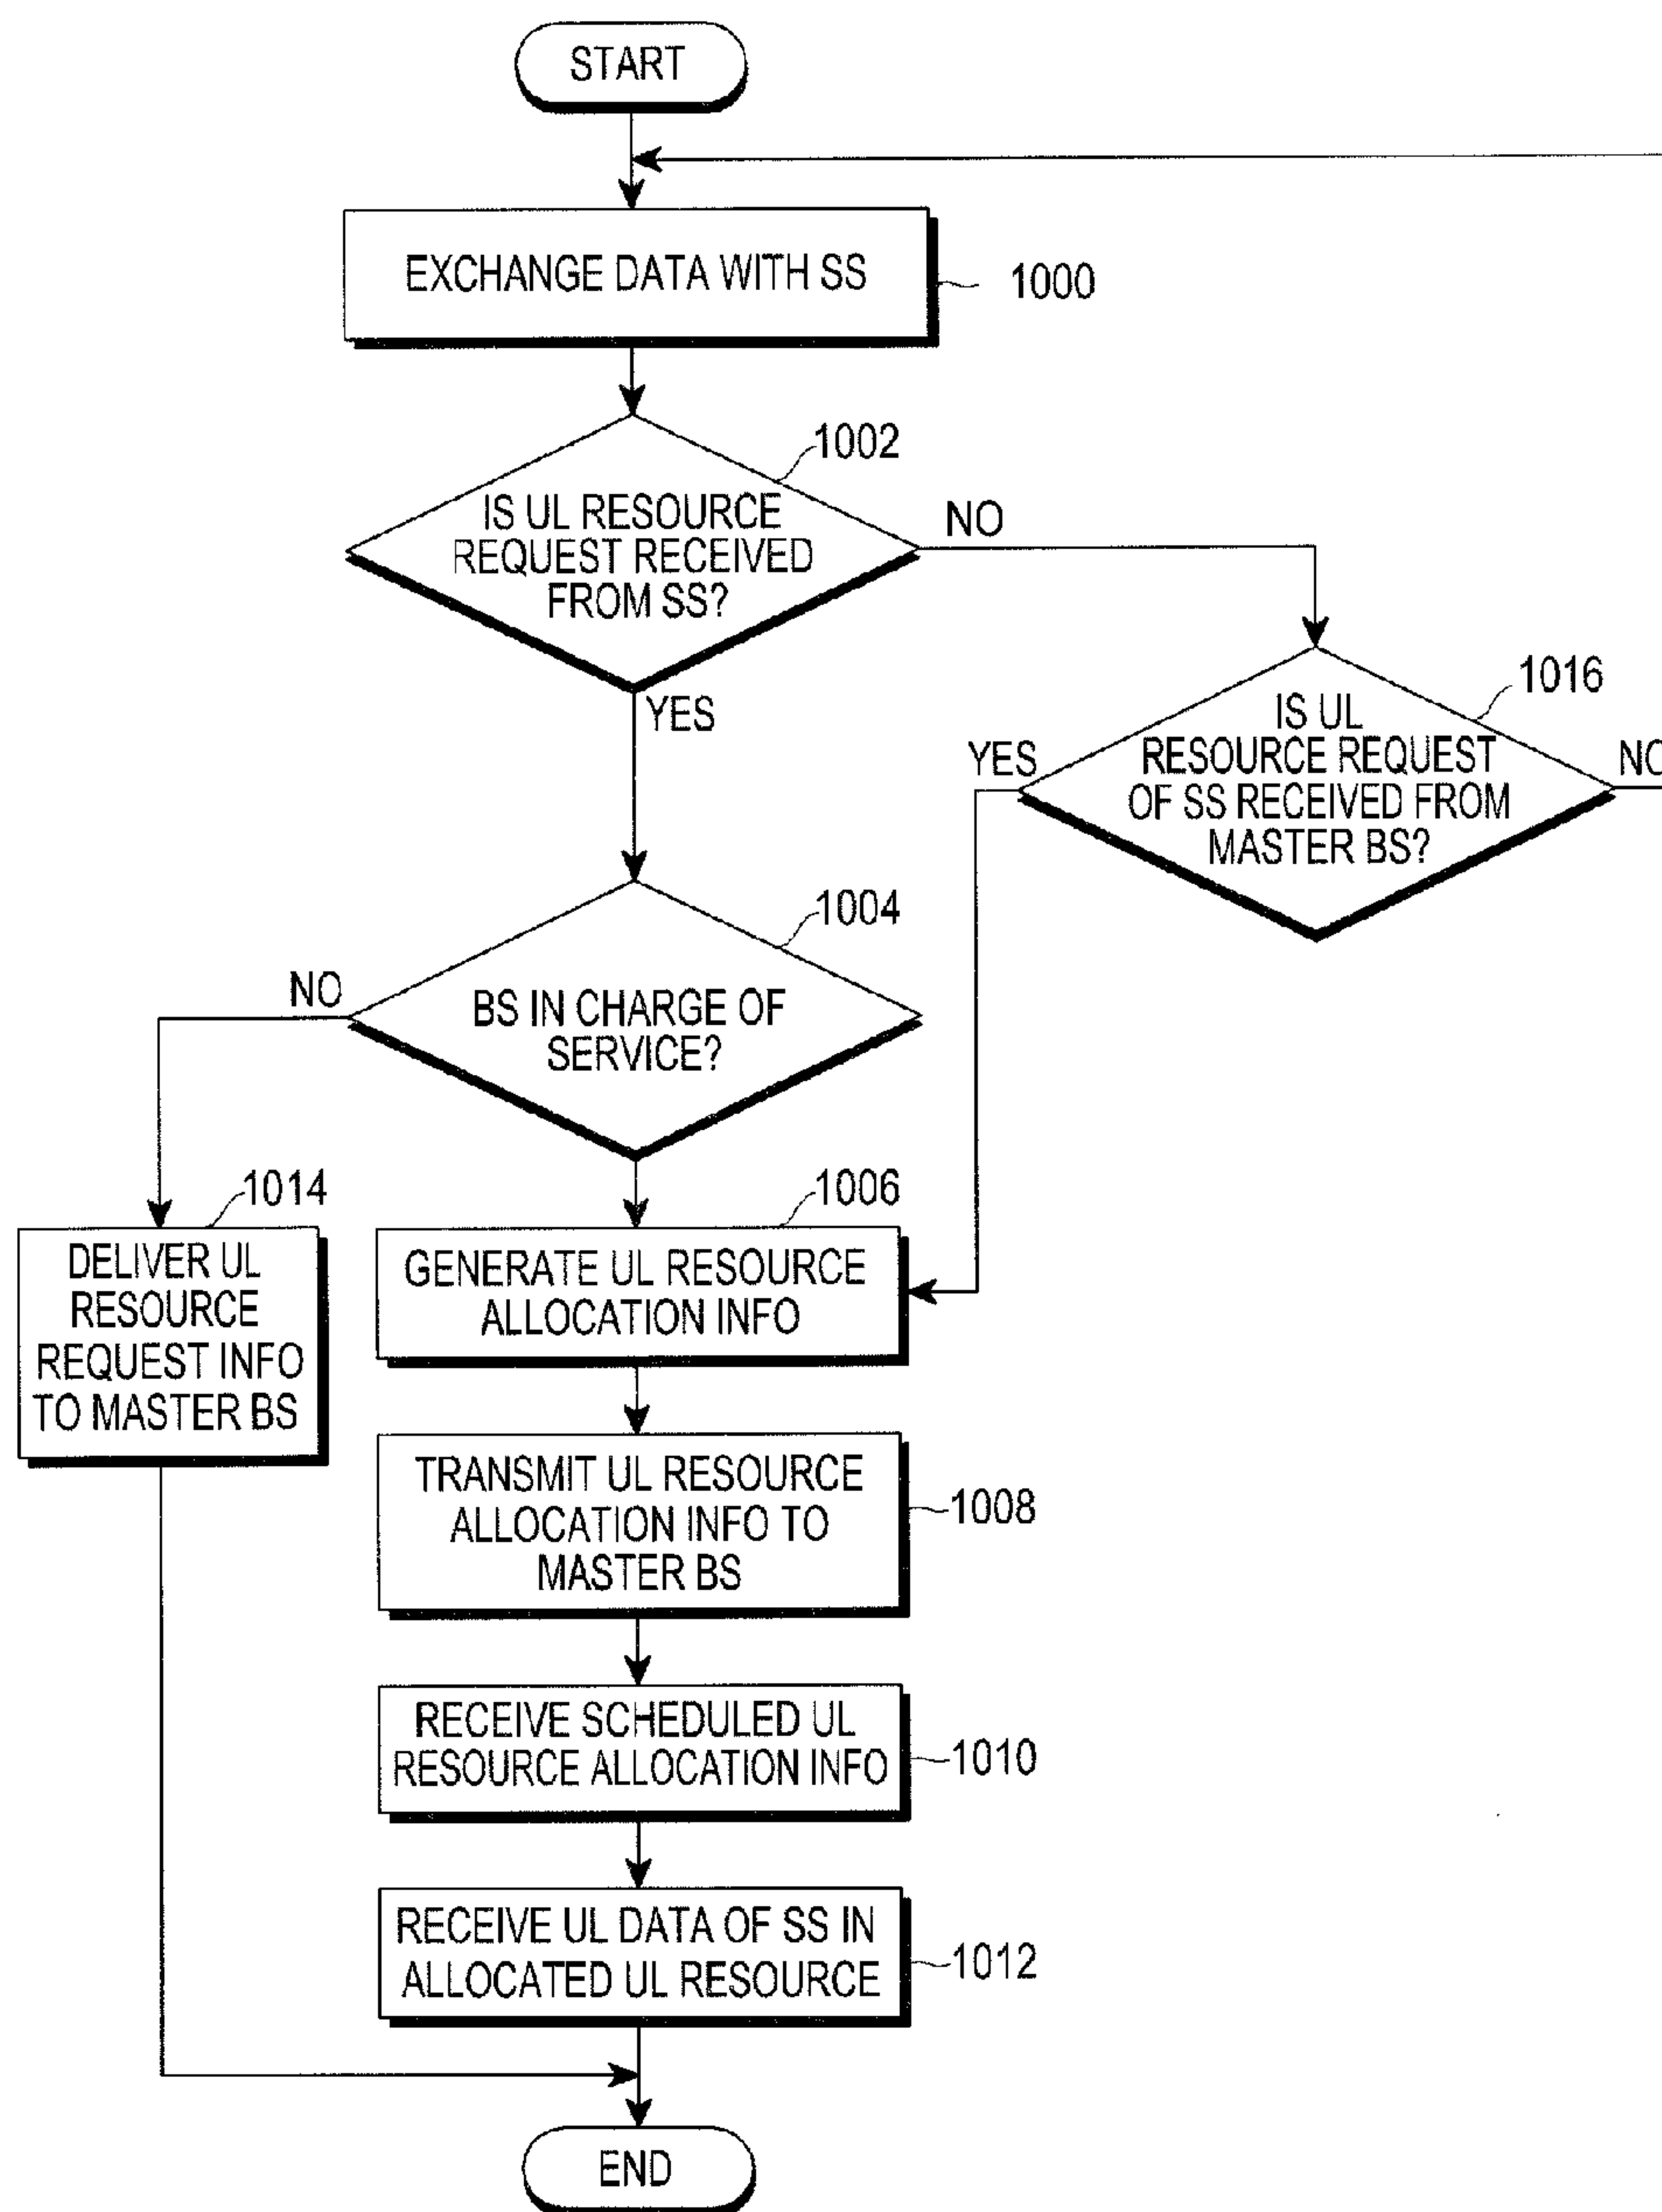 START
EXCHANGE DATA WITH SS
1000
1002
IS UL RESOURCE
REQUEST RECEIVED
FROM SS?
NO
YES
1016
IS UL
RESOURCE REQUEST
OF SS RECEIVED FROM
MASTER BS?
YES
NO
1004
BS IN CHARGE OF
SERVICE?
NO
1014
DELIVER UL
RESOURCE
REQUEST INFO
TO MASTER BS
1006
GENERATE UL RESOURCE
ALLOCATION INFO
TRANSMIT UL RESOURCE
ALLOCATION INFO TO
MASTER BS
1008
RECEIVE SCHEDULED UL
RESOURCE ALLOCATION INFO
1010
RECEIVE UL DATA OF SS IN
ALLOCATED UL RESOURCE
1012
END